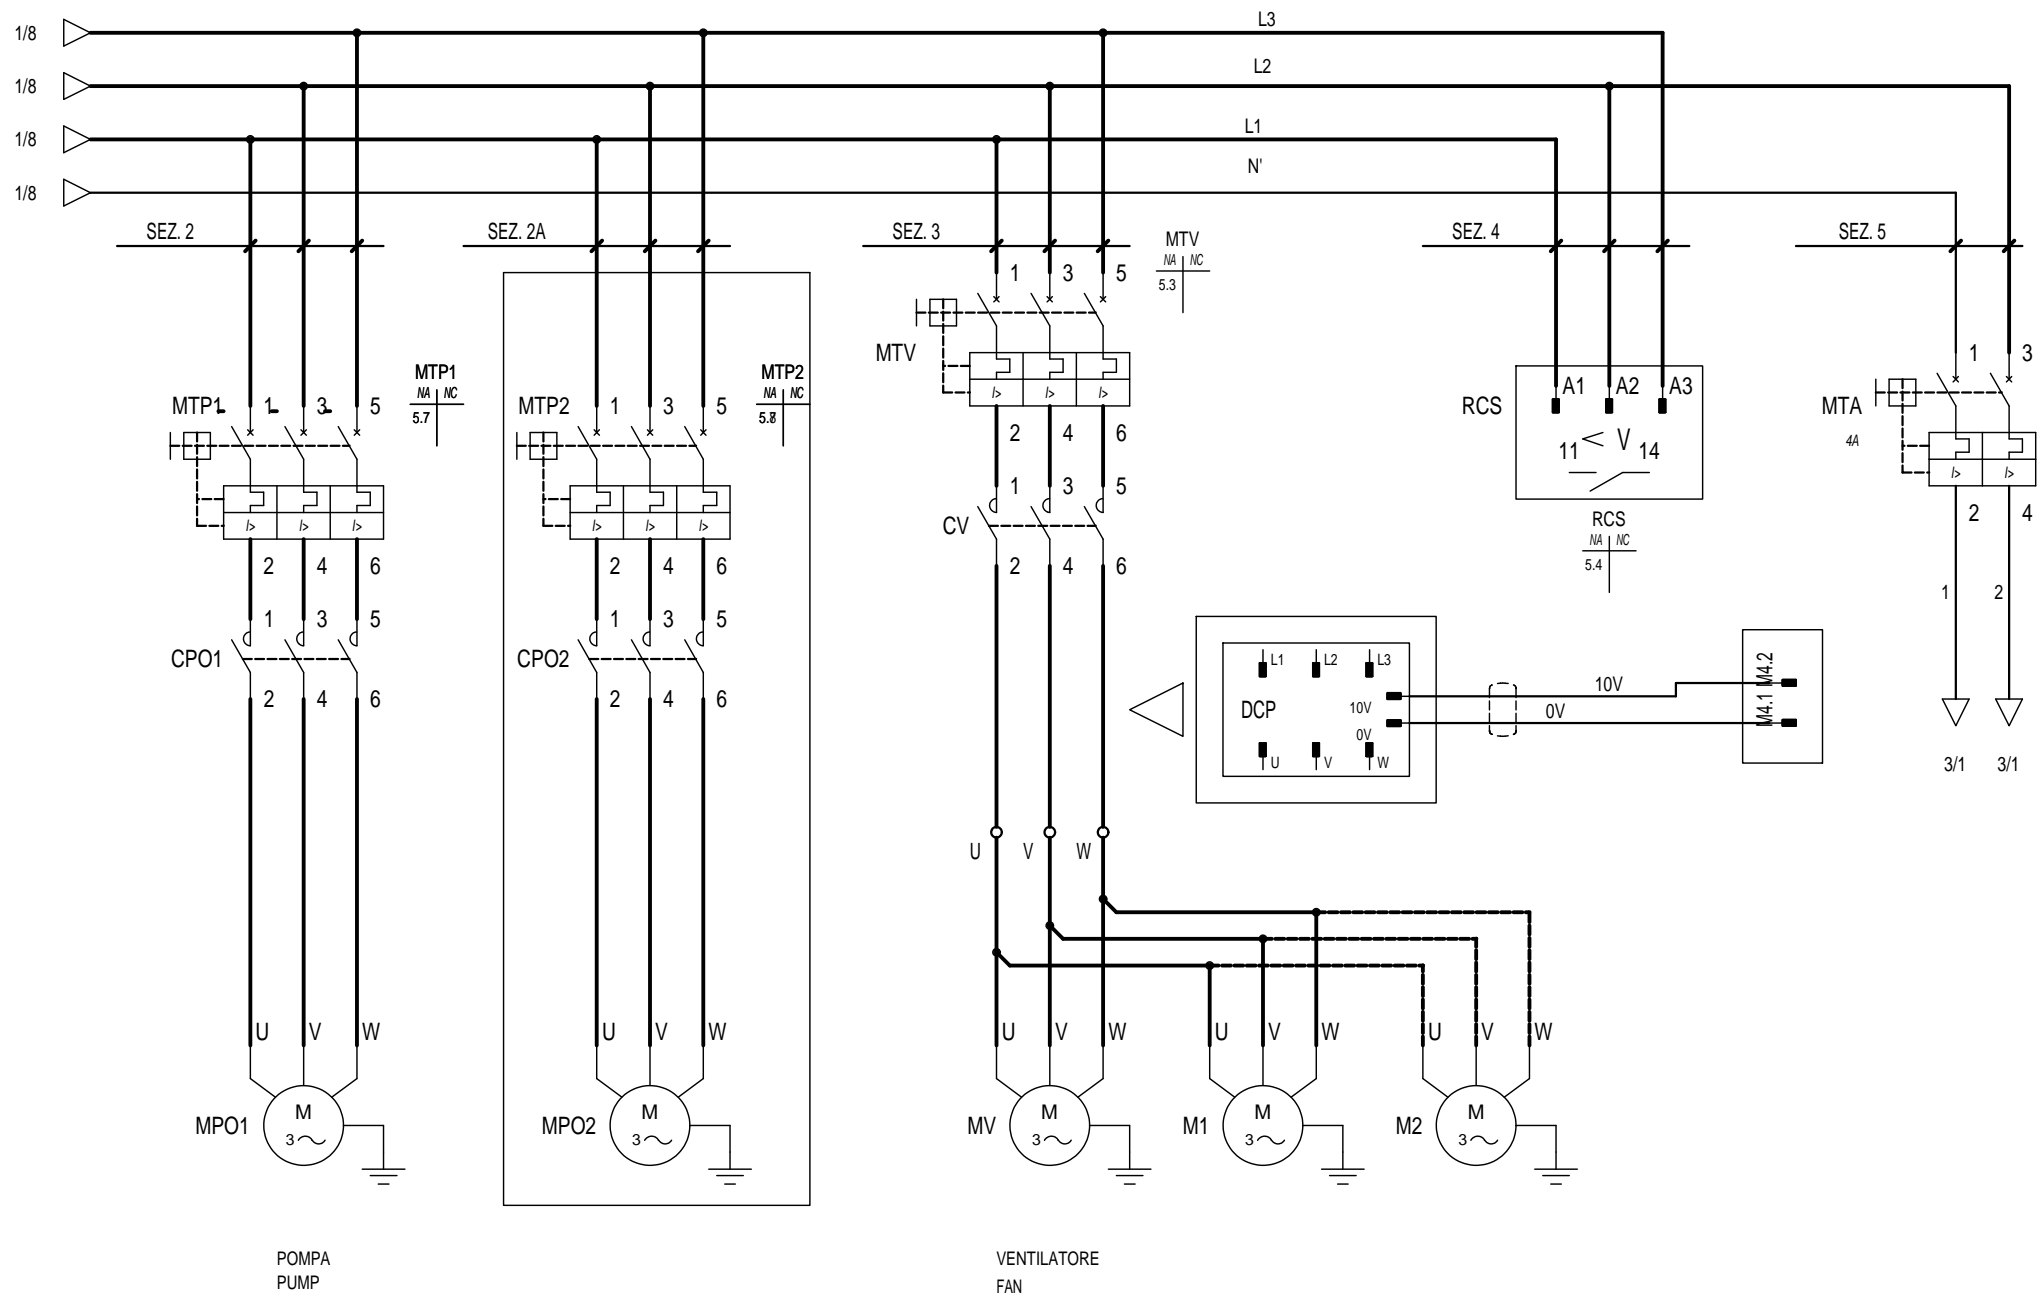 1/8 L3
1/8 L2
1/8 L1
1/8 N'
SEZ. 2 SEZ. 2A SEZ. 3 SEZ. 4 SEZ. 5
MTV
NA NC
5.3
1 3 5
MTV
I> I> I>
2 4 6
1 3 5
CV
2 4 6
MTP1
NA NC
5.7
MTP1 1 3 5
I> I> I>
2 4 6
1 3 5
CPO1
2 4 6
MTP2
NA NC
MTP2 1 3 5
I> I> I>
2 4 6
1 3 5
CPO2
2 4 6
RCS
A1 A2 A3
< V
11 14
RCS
NA NC
5.4
1 3
MTA
4A
I> I>
2 4
1 2
3/1 3/1
L1 L2 L3
DCP
10V
0V
U V W
10V
0V
M4.2
M4.1
U V W
U V W
U V W
U V W
U V W
U V W
MPO1 M 3
MPO2 M 3
MV M 3
M1 M 3
M2 M 3
POMPA
PUMP
VENTILATORE
FAN